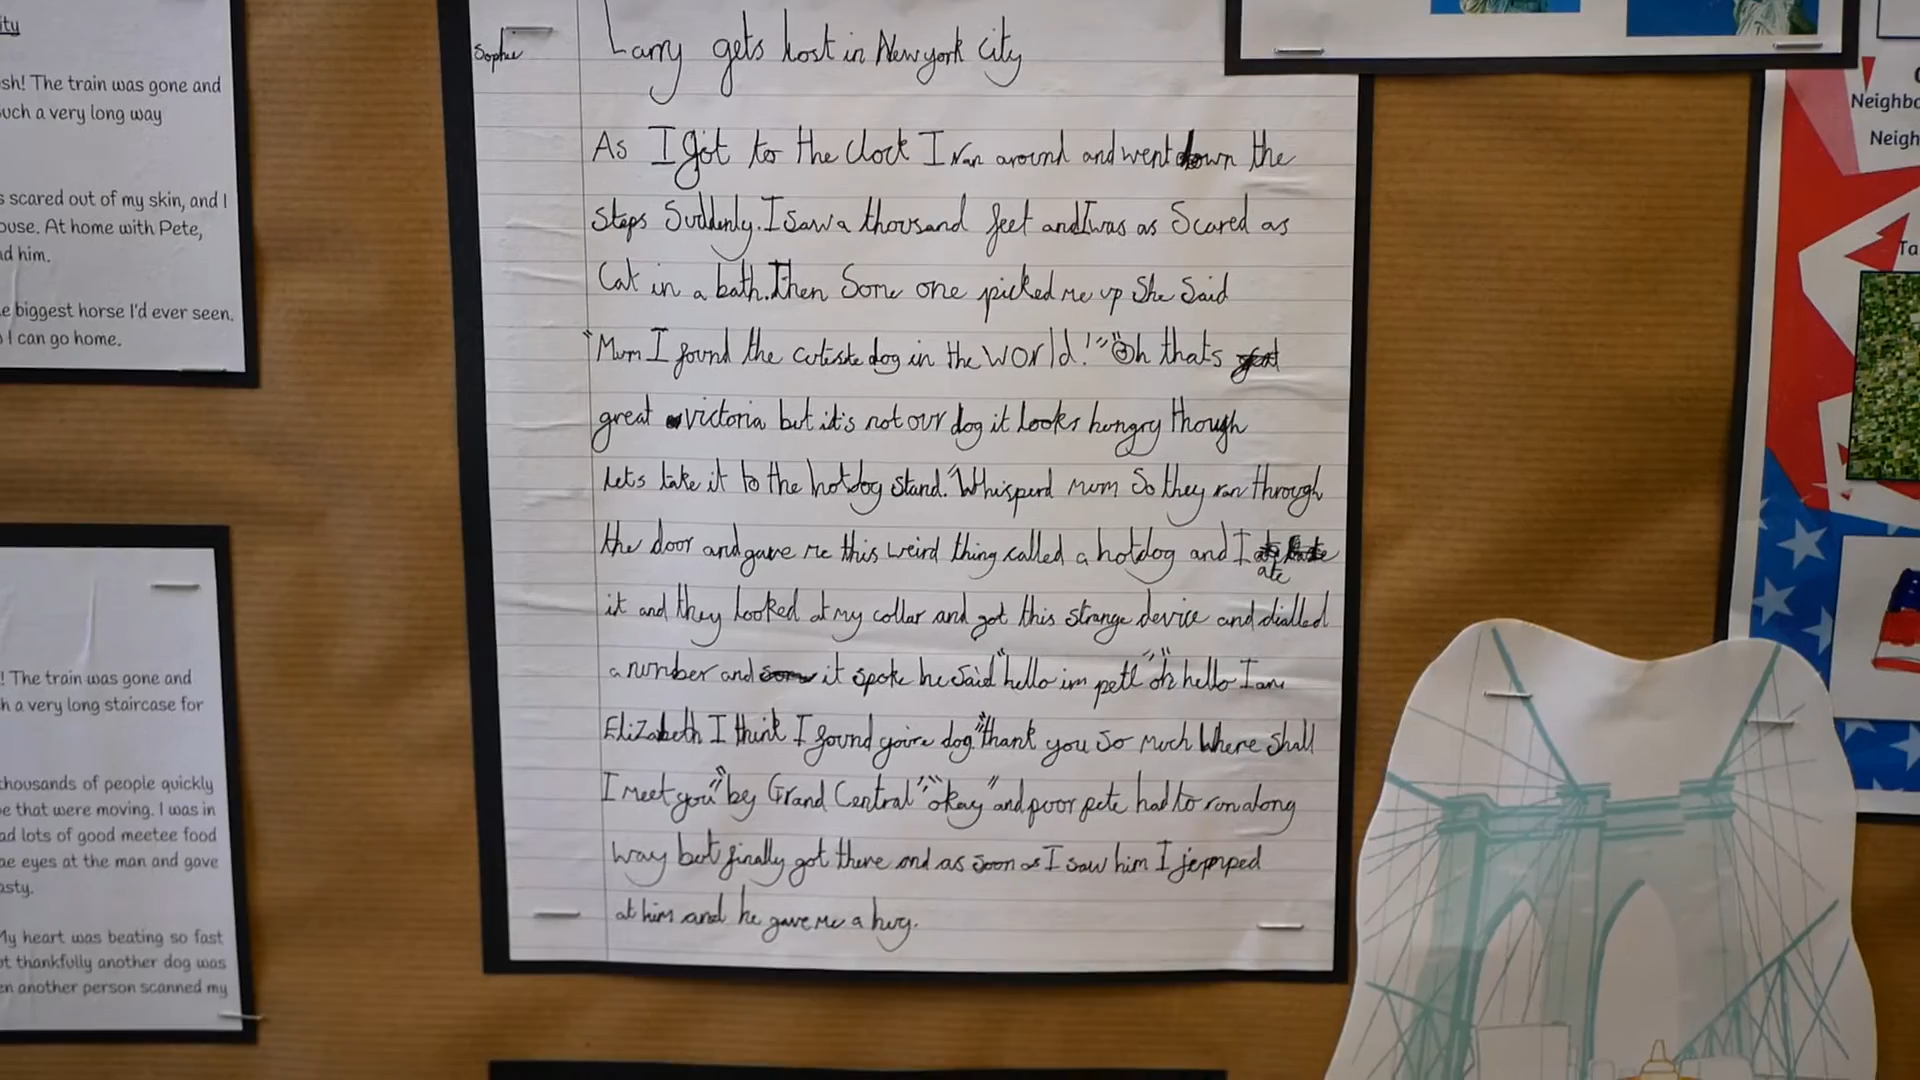 ity
sh! The train was gone and
uch a very long way
s scared out of my skin, and I
ouse. At home with Pete,
d him.
e biggest horse I'd ever seen.
I can go home.
! The train was gone and
h a very long staircase for
thousands of people quickly
e that were moving. I was in
ad lots of good meetee food
ae eyes at the man and gave
asty.
My heart was beating so fast
ot thankfully another dog was
en another person scanned my
Sophie
Larry gets lost in New york City
As I got to the clock I ran around and went down the
Steps Suddenly. I saw a thousand feet and I was as Scared as
Cat in a bath. Then Some one picked me up She Said
"Mum I found the cuteste dog in the world!" "Oh thats
great victoria but it's not our dog it looks hungry though
lets take it to the hotdog stand." Whisperd mum So they ran through
the door and gave me this weird thing called a hotdog and I ate
it and they looked at my collar and got this strange device and dialled
a number and it spoke he said "hello im pete" "oh hello I am
Elizabeth I think I found youre dog" "thank you so much Where shall
I meet you" "by Grand Central" "okay" and poor pete had to run along
way but finally got there and as soon as I saw him I jumped
at him and he gave me a hug.
Neighbo
Neigh
Ta